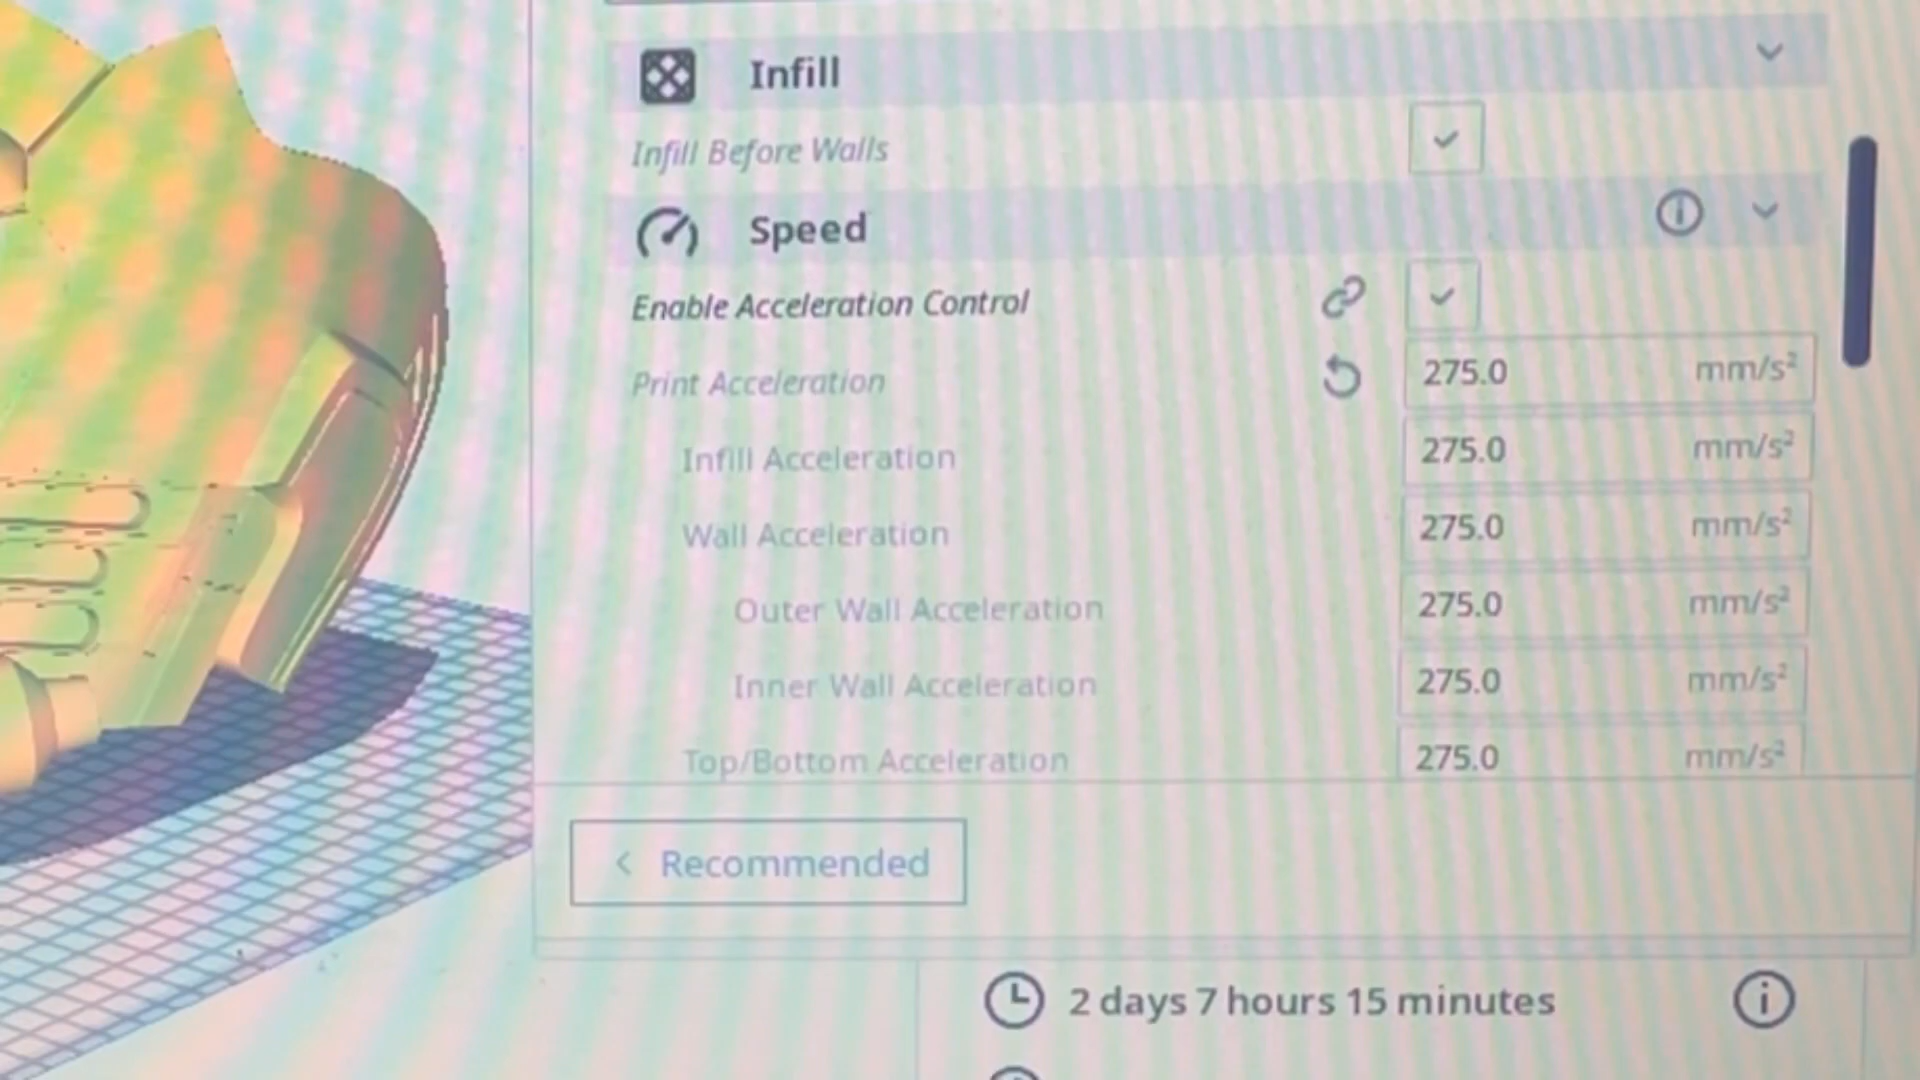 Infill
Infill Before Walls
Speed
Enable Acceleration Control
Print Acceleration 275.0 mm/s²
Infill Acceleration 275.0 mm/s²
Wall Acceleration 275.0 mm/s²
Outer Wall Acceleration 275.0 mm/s²
Inner Wall Acceleration 275.0 mm/s²
Top/Bottom Acceleration 275.0 mm/s²
< Recommended
2 days 7 hours 15 minutes